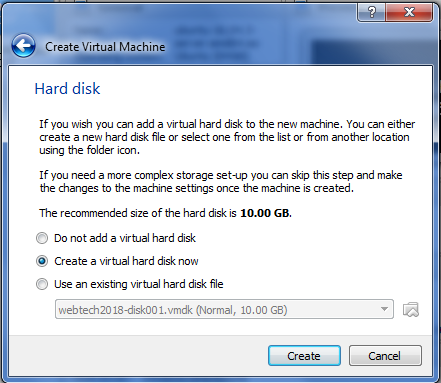 Create Virtual Machine
Hard disk
If you wish you can add a virtual hard disk to the new machine. You can either
create a new hard disk file or select one from the list or from another location
using the folder icon.
If you need a more complex storage set-up you can skip this step and make
the changes to the machine settings once the machine is created.
The recommended size of the hard disk is 10.00 GB.
Do not add a virtual hard disk
Create a virtual hard disk now
Use an existing virtual hard disk file
webtech2018-disk001.vmdk (Normal, 10.00 GB)
Create Cancel